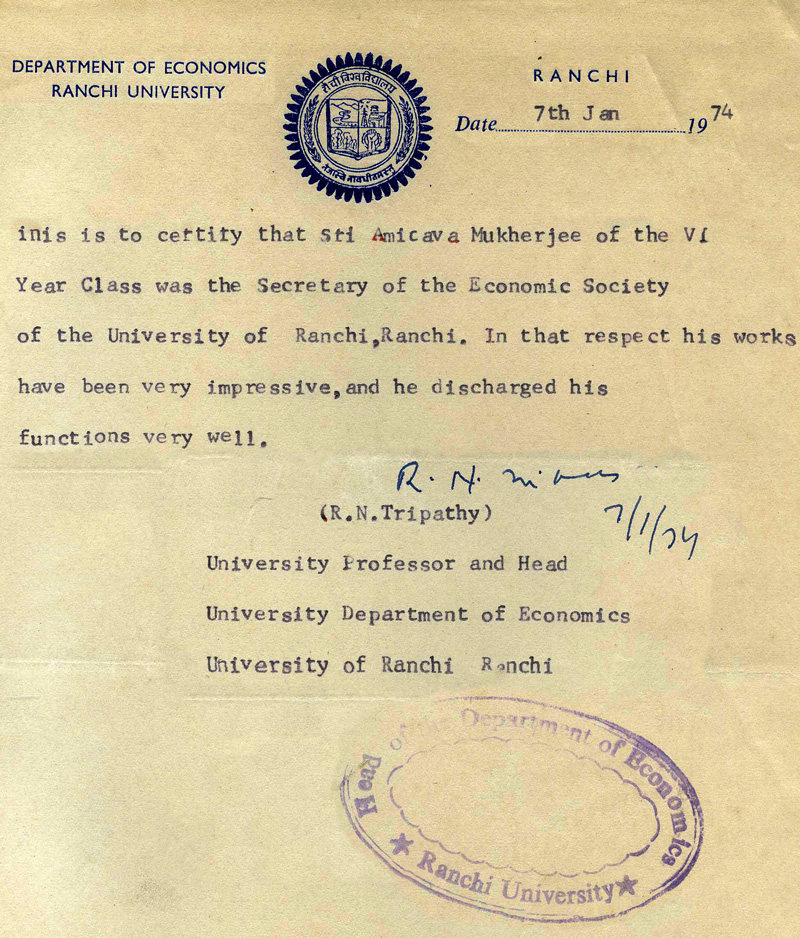 DEPARTMENT OF ECONOMICS
RANCHI UNIVERSITY
राँची विश्वविद्यालय
RANCHI
Date 7th Jan 1974
inis is to certity that Sri Amicava Mukherjee of the VI
Year Class was the Secretary of the Economic Society
of the University of Ranchi,Ranchi. In that respect his works
have been very impressive,and he discharged his
functions very well.
R. N.
7/1/74
(R.N.Tripathy)
University Professor and Head
University Department of Economics
University of Ranchi Ranchi
Head of the Department of Economics
Ranchi University